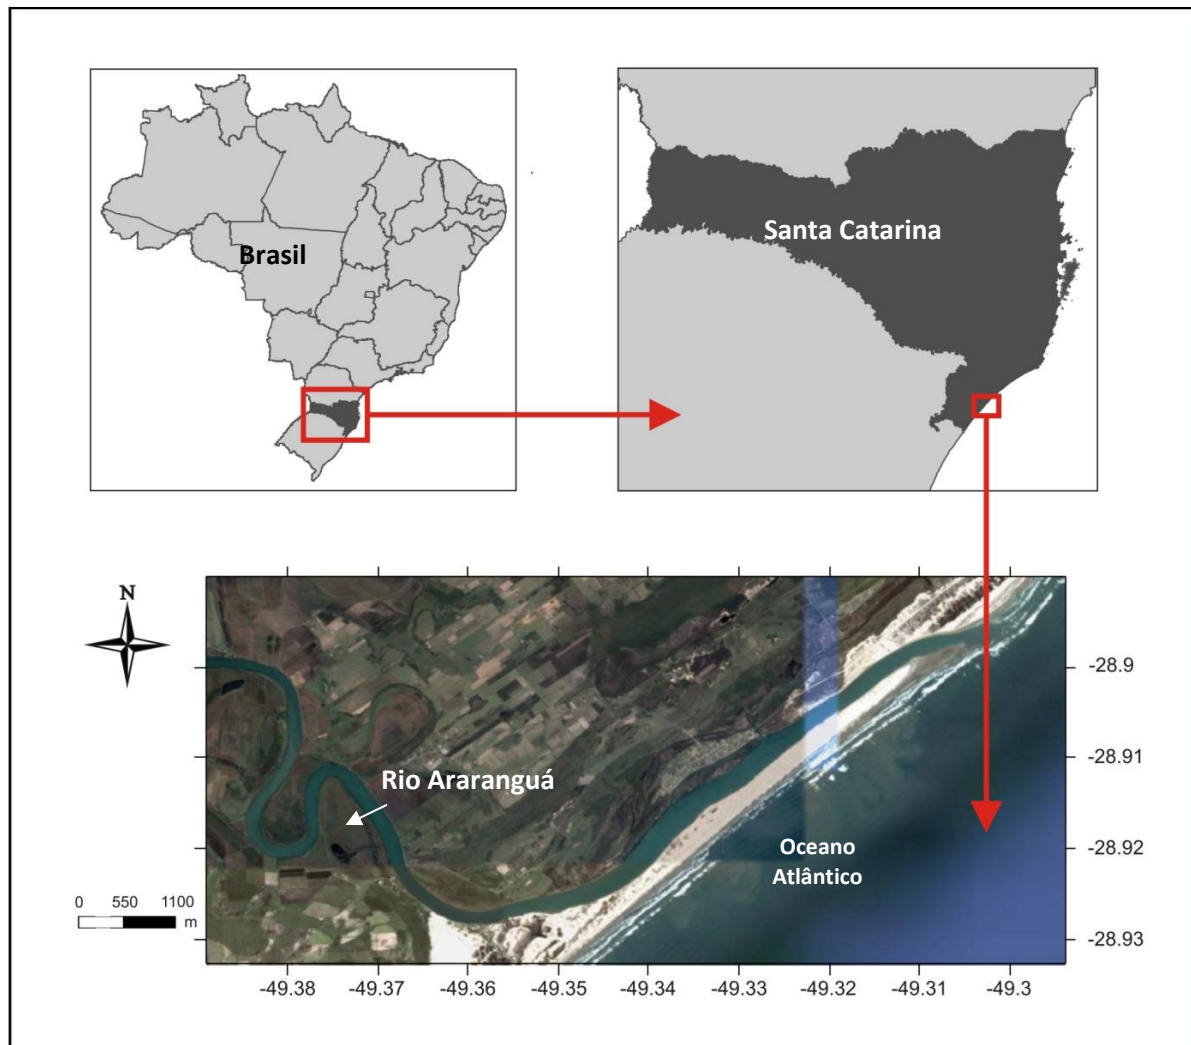 Brasil
Santa Catarina
N
-28.9
Rio Araranguá
-28.91
Oceano
Atlântico
-28.92
0 550 1100
m
-28.93
-49.38 -49.37 -49.36 -49.35 -49.34 -49.33 -49.32 -49.31 -49.3